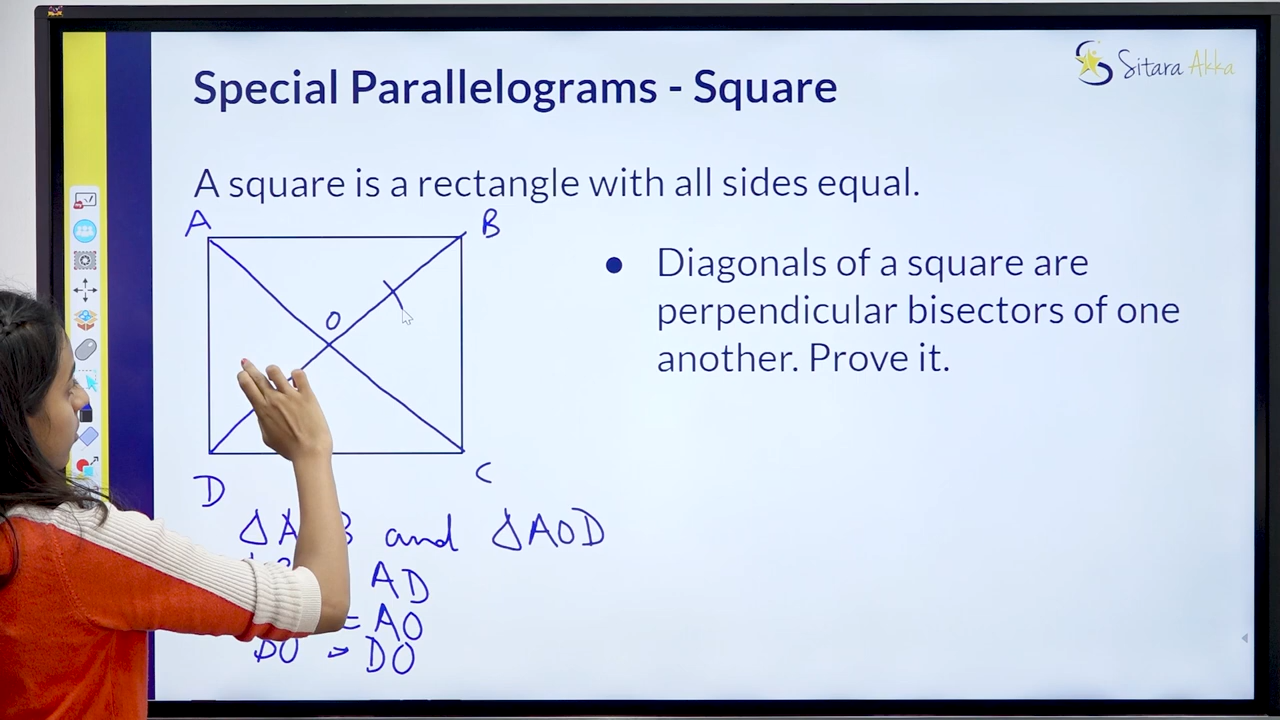 Sitara Akka
Special Parallelograms - Square
A square is a rectangle with all sides equal.
A
B
O
D
C
• Diagonals of a square are
perpendicular bisectors of one
another. Prove it.
Δ A B and Δ AOD
AD
= AO
DO = DO